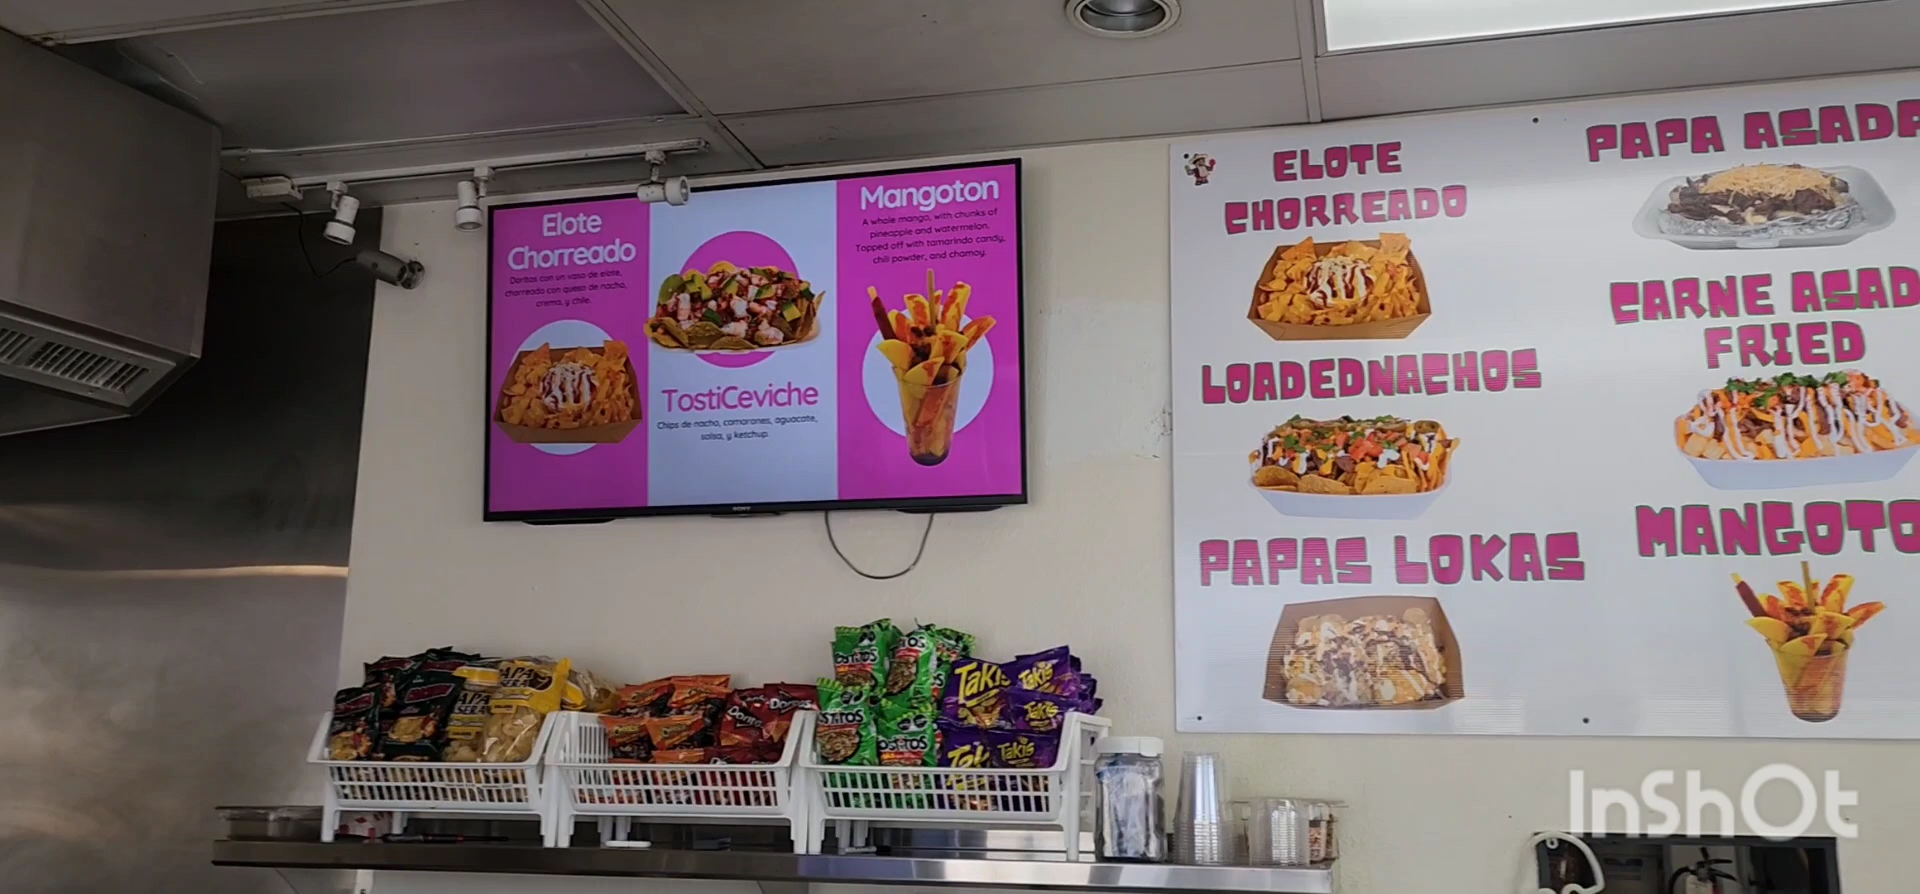 Elote
Chorreado
Doritos con un vaso de elote,
chorreado con queso de nacho,
crema, y chile.
TostiCeviche
Chips de nacho, camarones, aguacate,
salsa, y ketchup.
Mangoton
A whole mango, with chunks of
pineapple and watermelon.
Topped off with tamarindo candy,
chili powder, and chamoy.
SONY
ELOTE
CHORREADO
LOADEDNACHOS
PAPAS LOKAS
PAPA ASADA
CARNE ASAD
FRIED
MANGOTO
Doritos
Doritos
OSTITOS
Takis
Takis
Takis
InShOt